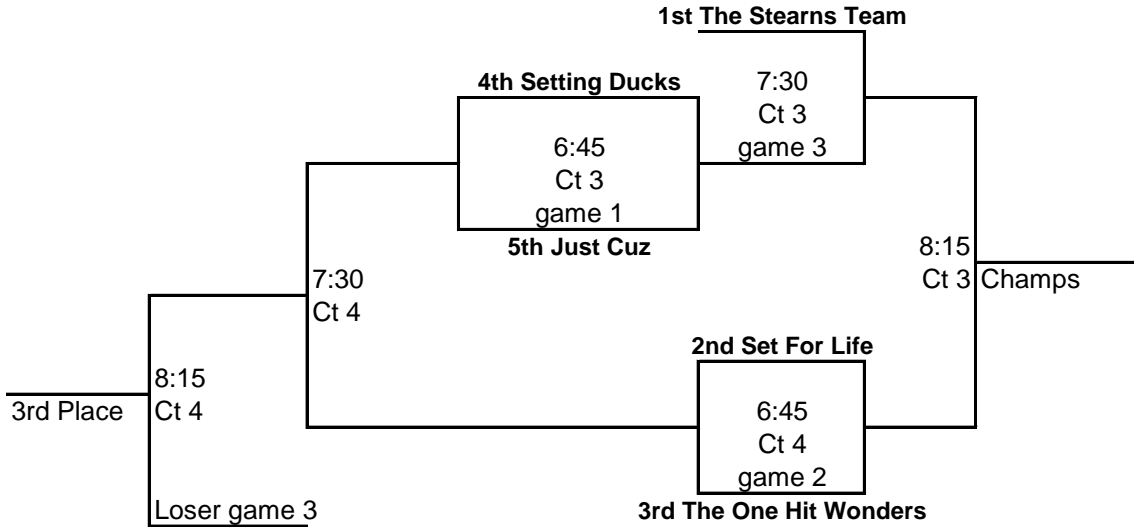 1st The Stearns Team
4th Setting Ducks
7:30
Ct 3
game 3
6:45
Ct 3
game 1
5th Just Cuz
8:15
Ct 3
Champs
7:30
Ct 4
2nd Set For Life
8:15
Ct 4
3rd Place
6:45
Ct 4
game 2
Loser game 3
3rd The One Hit Wonders